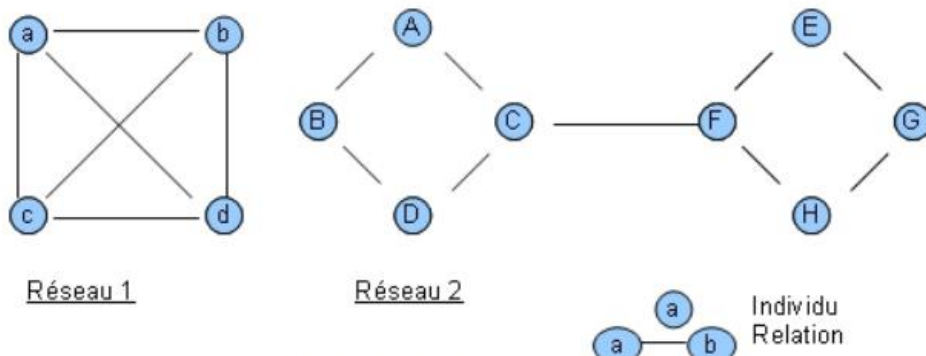 a b
c d
A
B C
D
E
F G
H
Réseau 1
Réseau 2
a Individu
a b Relation